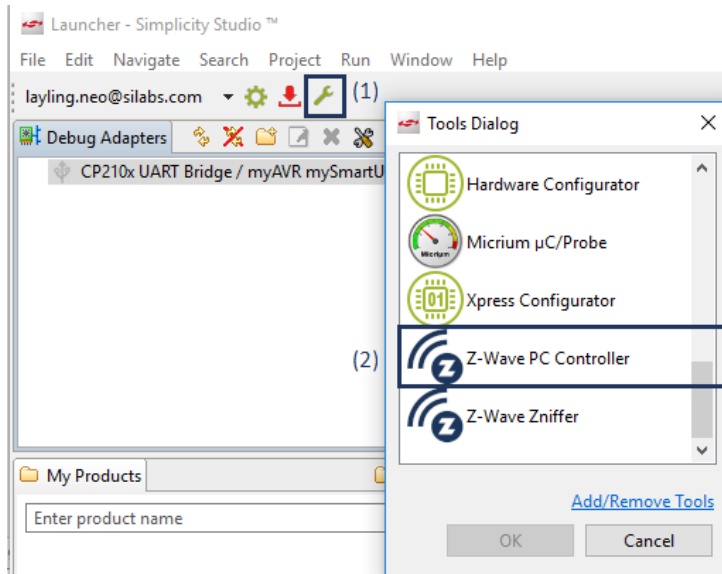 Launcher - Simplicity Studio ™
File Edit Navigate Search Project Run Window Help
layling.neo@silabs.com
(1)
Debug Adapters
CP210x UART Bridge / myAVR mySmartU
Tools Dialog
Hardware Configurator
Micrium
Micrium µC/Probe
01
Xpress Configurator
(2)
Z
Z-Wave PC Controller
Z
Z-Wave Zniffer
My Products
Enter product name
Add/Remove Tools
OK
Cancel